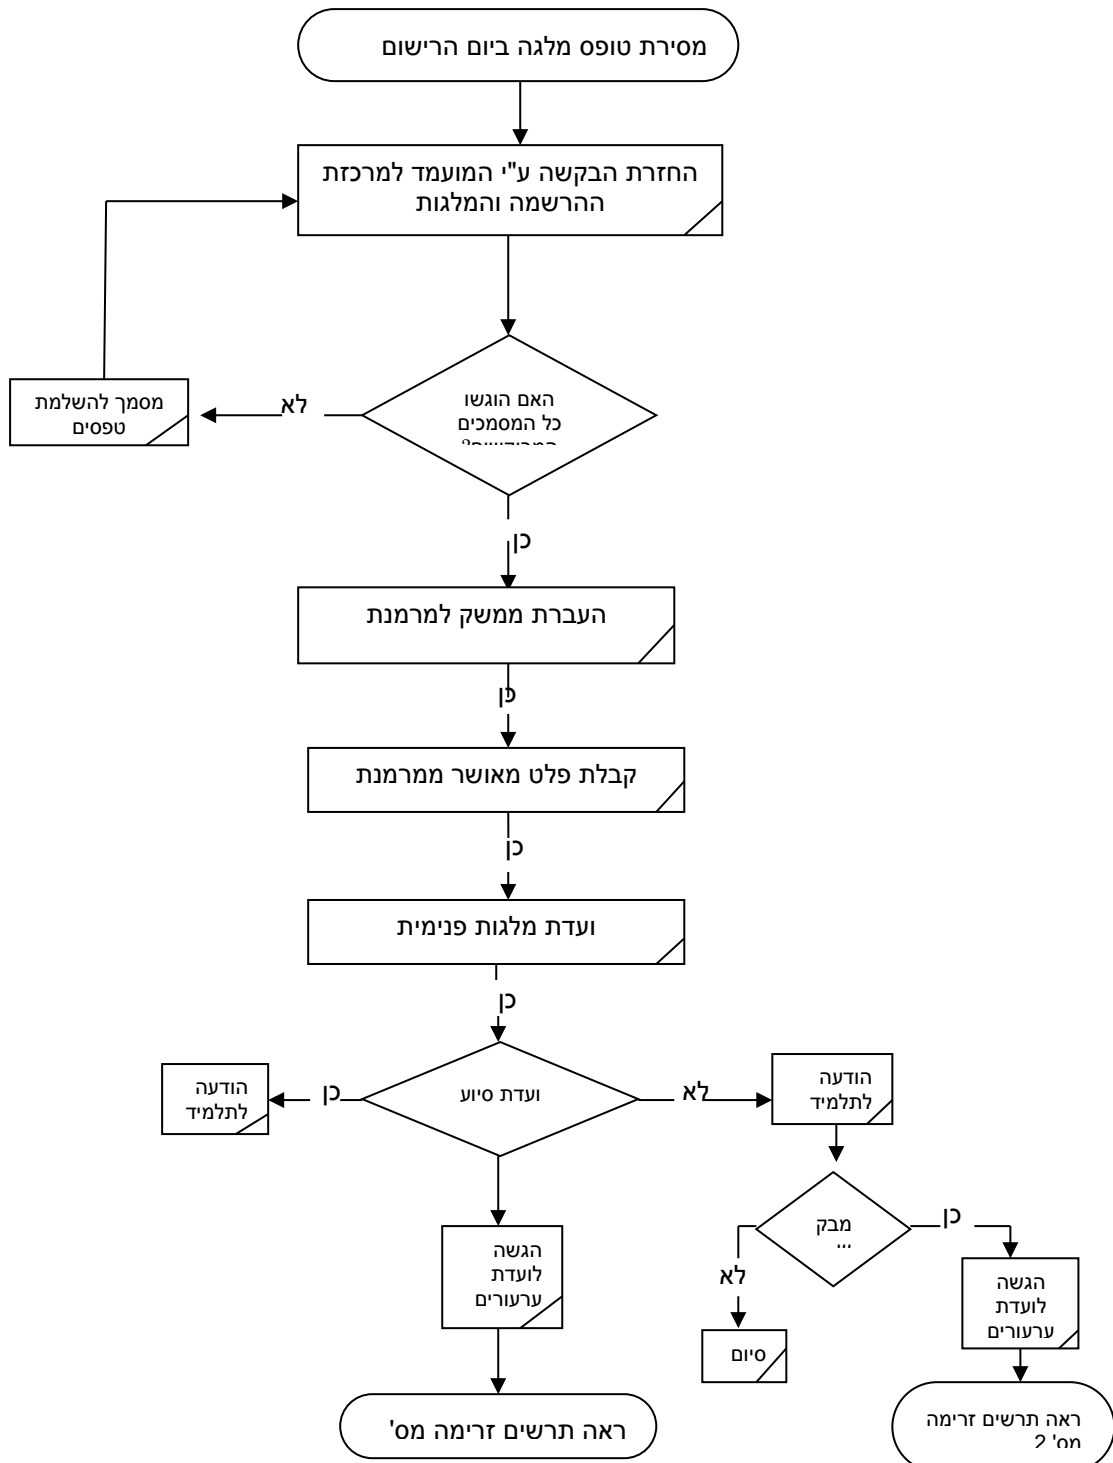 מסירת טופס מלגה ביום הרישום
החזרת הבקשה ע"י המועמד למרכזת
ההרשמה והמלגות
האם הוגשו
כל המסמכים
לא
מסמך להשלמת
טפסים
כן
העברת ממשק למרמנת
כן
קבלת פלט מאושר ממרמנת
כן
ועדת מלגות פנימית
כן
ועדת סיוע
כן
הודעה
לתלמיד
לא
הודעה
לתלמיד
מבק
...
כן
לא
הגשה
לועדת
ערעורים
הגשה
לועדת
ערעורים
סיום
ראה תרשים זרימה מס'
ראה תרשים זרימה
מס' 2